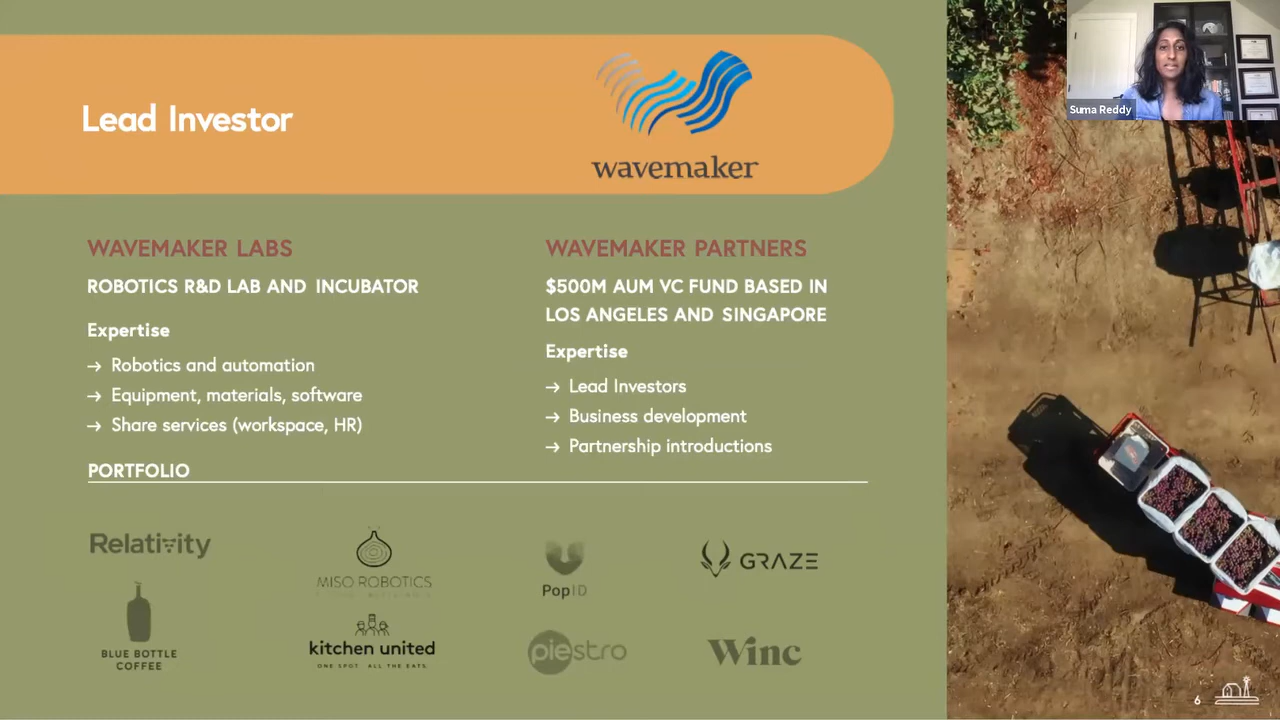 Lead Investor
wavemaker
Suma Reddy
WAVEMAKER LABS
ROBOTICS R&D LAB AND INCUBATOR
Expertise
→ Robotics and automation
→ Equipment, materials, software
→ Share services (workspace, HR)
WAVEMAKER PARTNERS
$500M AUM VC FUND BASED IN
LOS ANGELES AND SINGAPORE
Expertise
→ Lead Investors
→ Business development
→ Partnership introductions
PORTFOLIO
Relativity
MISO ROBOTICS
PopID
GRAZE
BLUE BOTTLE
COFFEE
kitchen united
ONE SPOT. ALL THE EATS.
piestro
Winc
6